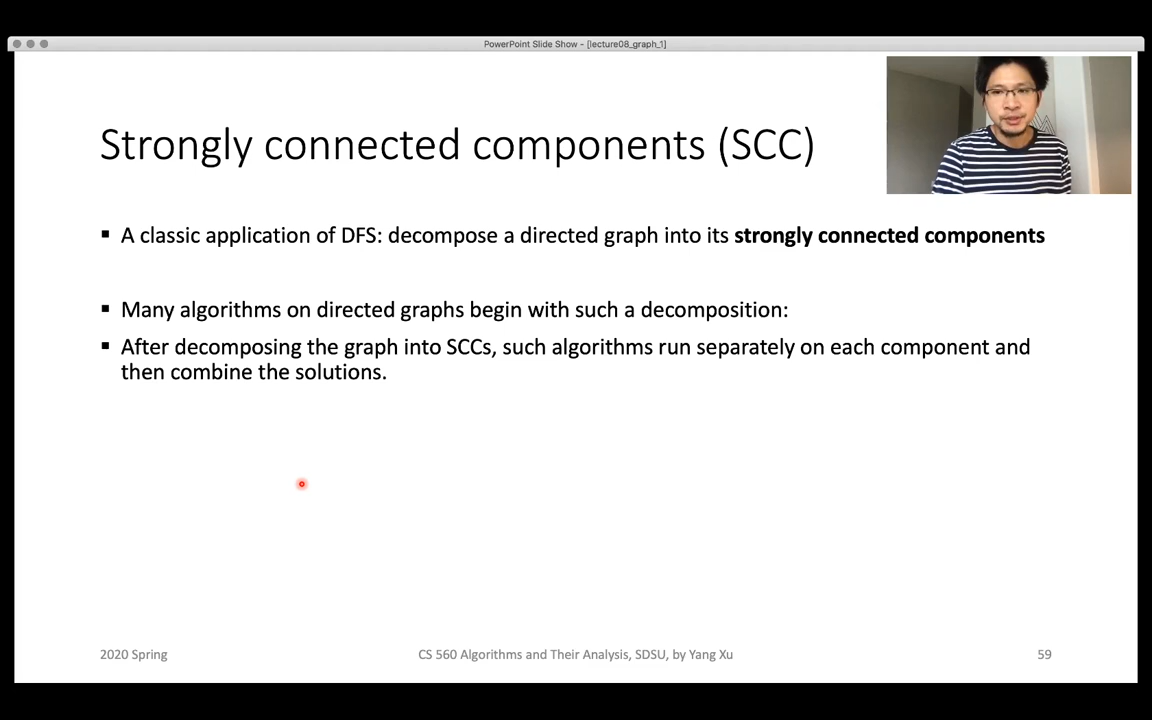 PowerPoint Slide Show - [lecture08_graph_1]
Strongly connected components (SCC)
▪ A classic application of DFS: decompose a directed graph into its strongly connected components
▪ Many algorithms on directed graphs begin with such a decomposition:
▪ After decomposing the graph into SCCs, such algorithms run separately on each component and
then combine the solutions.
2020 Spring
CS 560 Algorithms and Their Analysis, SDSU, by Yang Xu
59